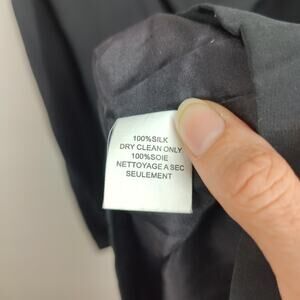 100%SILK
DRY CLEAN ONLY
100%SOIE
NETTOYAGE A SEC
SEULEMENT